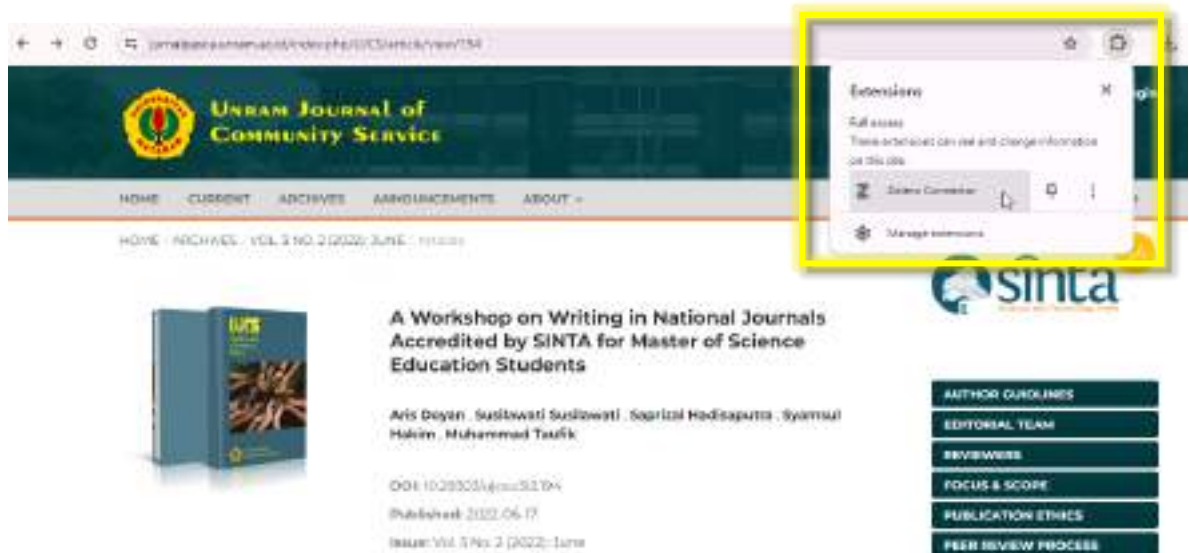 Extensions
Full access
These extensions can see and change information
on this site
Zotero Connector
Manage extensions
UNRAM JOURNAL OF
COMMUNITY SERVICE
HOME CURRENT ARCHIVES ANNOUNCEMENTS ABOUT
HOME ARCHIVES VOL. 3 NO. 2 (2022): JUNE
sinta
A Workshop on Writing in National Journals
Accredited by SINTA for Master of Science
Education Students
Aris Doyan , Susilawati Susilawati , Saprizal Hadisaputra , Syamsul
Hakim , Muhammad Taufik
DOI:
Published: 2022-06-17
Issue: Vol. 3 No. 2 (2022): June
IUCS
AUTHOR GUIDLINES
EDITORIAL TEAM
REVIEWERS
FOCUS & SCOPE
PUBLICATION ETHICS
PEER REVIEW PROCESS